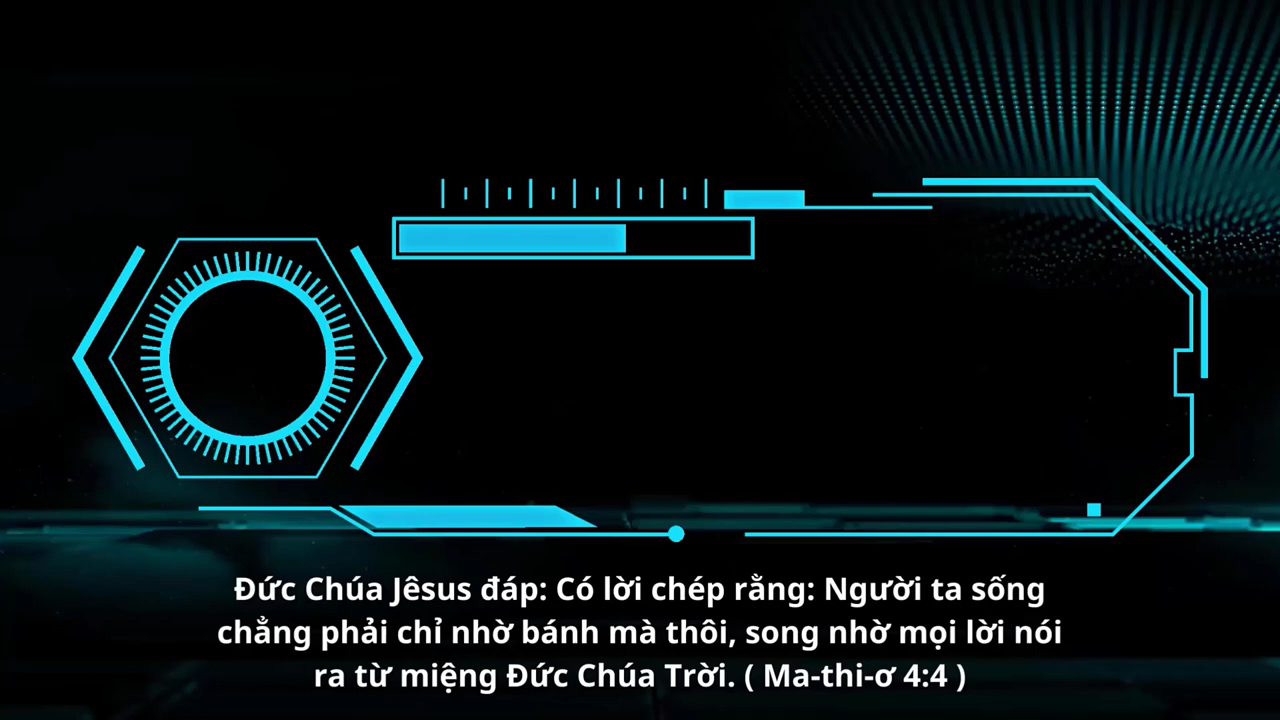 Đức Chúa Jêsus đáp: Có lời chép rằng: Người ta sống
chẳng phải chỉ nhờ bánh mà thôi, song nhờ mọi lời nói
ra từ miệng Đức Chúa Trời. ( Ma-thi-ơ 4:4 )